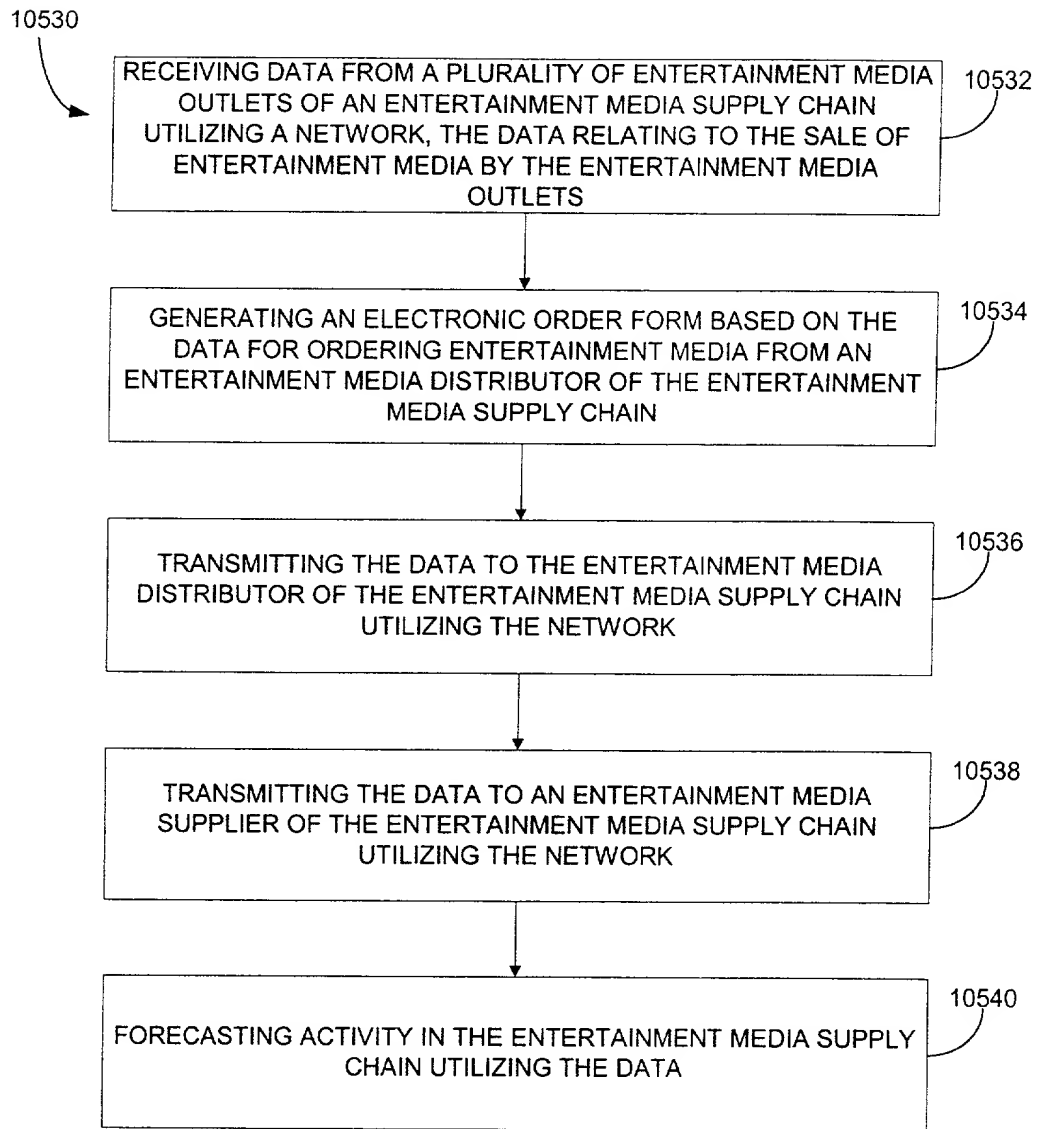 10530
RECEIVING DATA FROM A PLURALITY OF ENTERTAINMENT MEDIA
OUTLETS OF AN ENTERTAINMENT MEDIA SUPPLY CHAIN
UTILIZING A NETWORK, THE DATA RELATING TO THE SALE OF
ENTERTAINMENT MEDIA BY THE ENTERTAINMENT MEDIA
OUTLETS
10532
GENERATING AN ELECTRONIC ORDER FORM BASED ON THE
DATA FOR ORDERING ENTERTAINMENT MEDIA FROM AN
ENTERTAINMENT MEDIA DISTRIBUTOR OF THE ENTERTAINMENT
MEDIA SUPPLY CHAIN
10534
TRANSMITTING THE DATA TO THE ENTERTAINMENT MEDIA
DISTRIBUTOR OF THE ENTERTAINMENT MEDIA SUPPLY CHAIN
UTILIZING THE NETWORK
10536
TRANSMITTING THE DATA TO AN ENTERTAINMENT MEDIA
SUPPLIER OF THE ENTERTAINMENT MEDIA SUPPLY CHAIN
UTILIZING THE NETWORK
10538
FORECASTING ACTIVITY IN THE ENTERTAINMENT MEDIA SUPPLY
CHAIN UTILIZING THE DATA
10540